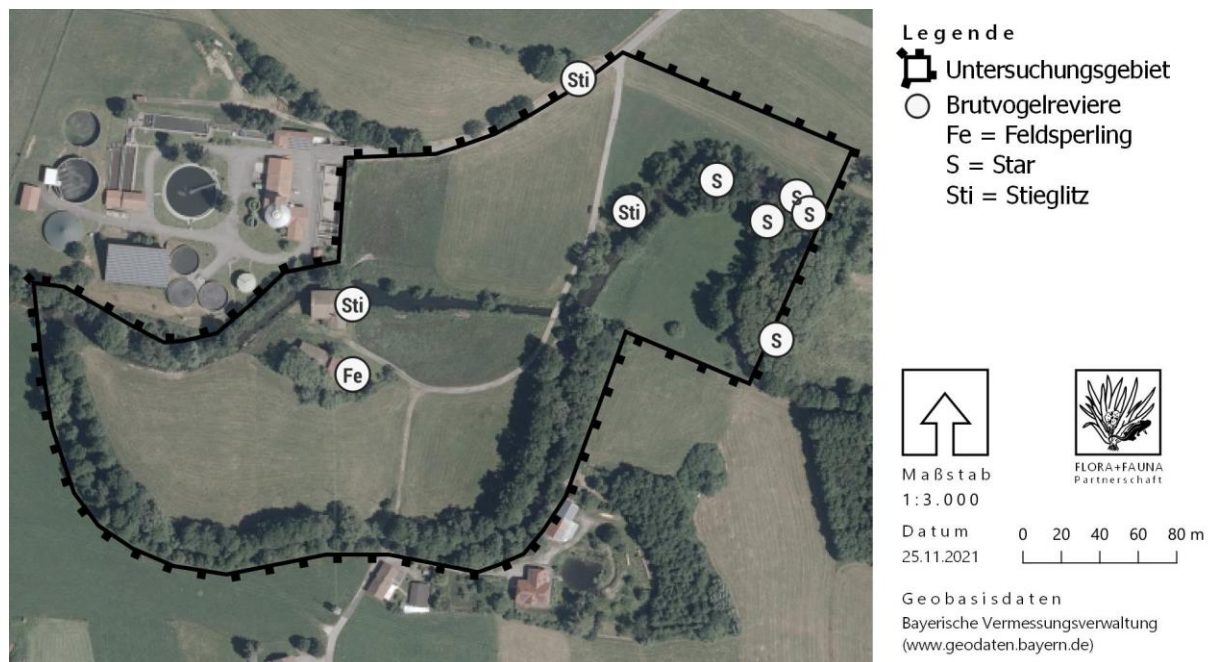 Sti
Sti
S
S
S
S
Sti
S
Fe
Legende
Untersuchungsgebiet
Brutvogelreviere
Fe = Feldsperling
S = Star
Sti = Stieglitz
Maßstab
1:3.000
FLORA+FAUNA
Partnerschaft
Datum
25.11.2021
0 20 40 60 80 m
Geobasisdaten
Bayerische Vermessungsverwaltung
(www.geodaten.bayern.de)